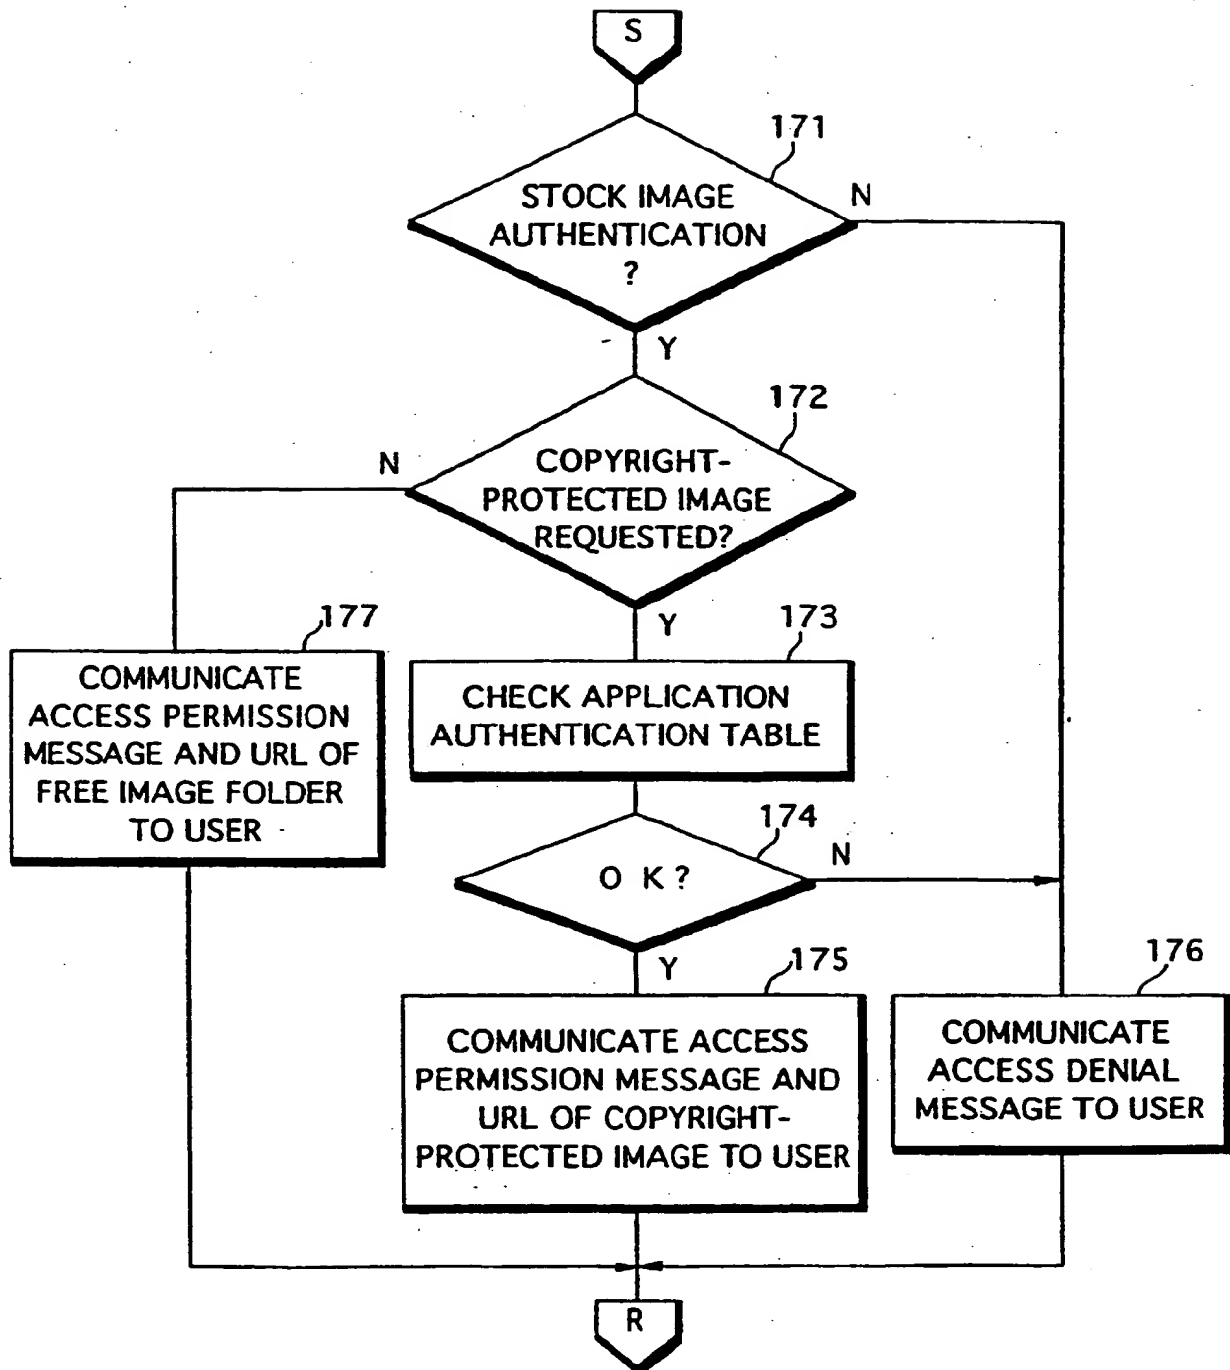 S
171
STOCK IMAGE
AUTHENTICATION
?
N
Y
172
COPYRIGHT-
PROTECTED IMAGE
REQUESTED?
N
Y
177
COMMUNICATE
ACCESS PERMISSION
MESSAGE AND URL OF
FREE IMAGE FOLDER
TO USER
173
CHECK APPLICATION
AUTHENTICATION TABLE
174
O K ?
N
Y
175
COMMUNICATE ACCESS
PERMISSION MESSAGE AND
URL OF COPYRIGHT-
PROTECTED IMAGE TO USER
176
COMMUNICATE
ACCESS DENIAL
MESSAGE TO USER
R